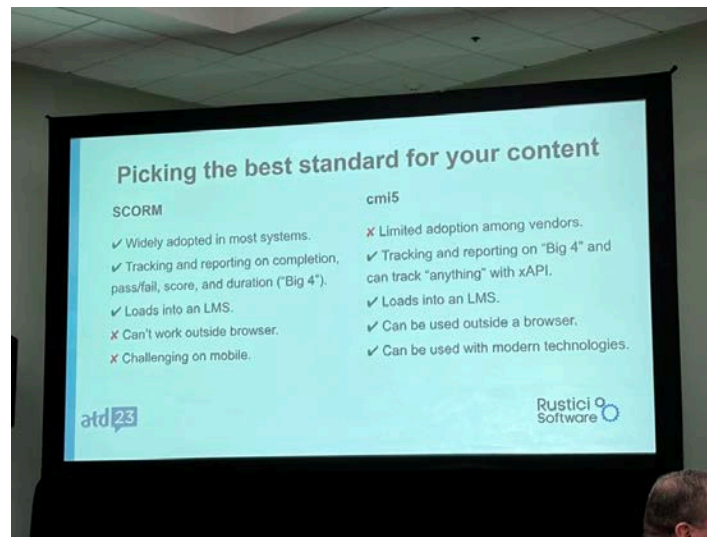 Picking the best standard for your content
SCORM
✔ Widely adopted in most systems.
✔ Tracking and reporting on completion,
pass/fail, score, and duration ("Big 4").
✔ Loads into an LMS.
✘ Can't work outside browser.
✘ Challenging on mobile.
cmi5
✘ Limited adoption among vendors.
✔ Tracking and reporting on "Big 4" and
can track "anything" with xAPI.
✔ Loads into an LMS.
✔ Can be used outside a browser.
✔ Can be used with modern technologies.
atd 23
Rustici
Software